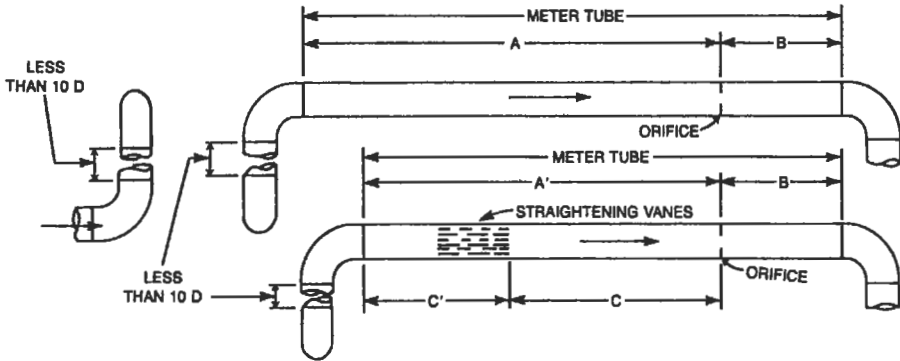 METER TUBE
A
B
LESS
THAN 10 D
ORIFICE
LESS
THAN 10 D
METER TUBE
A'
B
STRAIGHTENING VANES
ORIFICE
C'
C